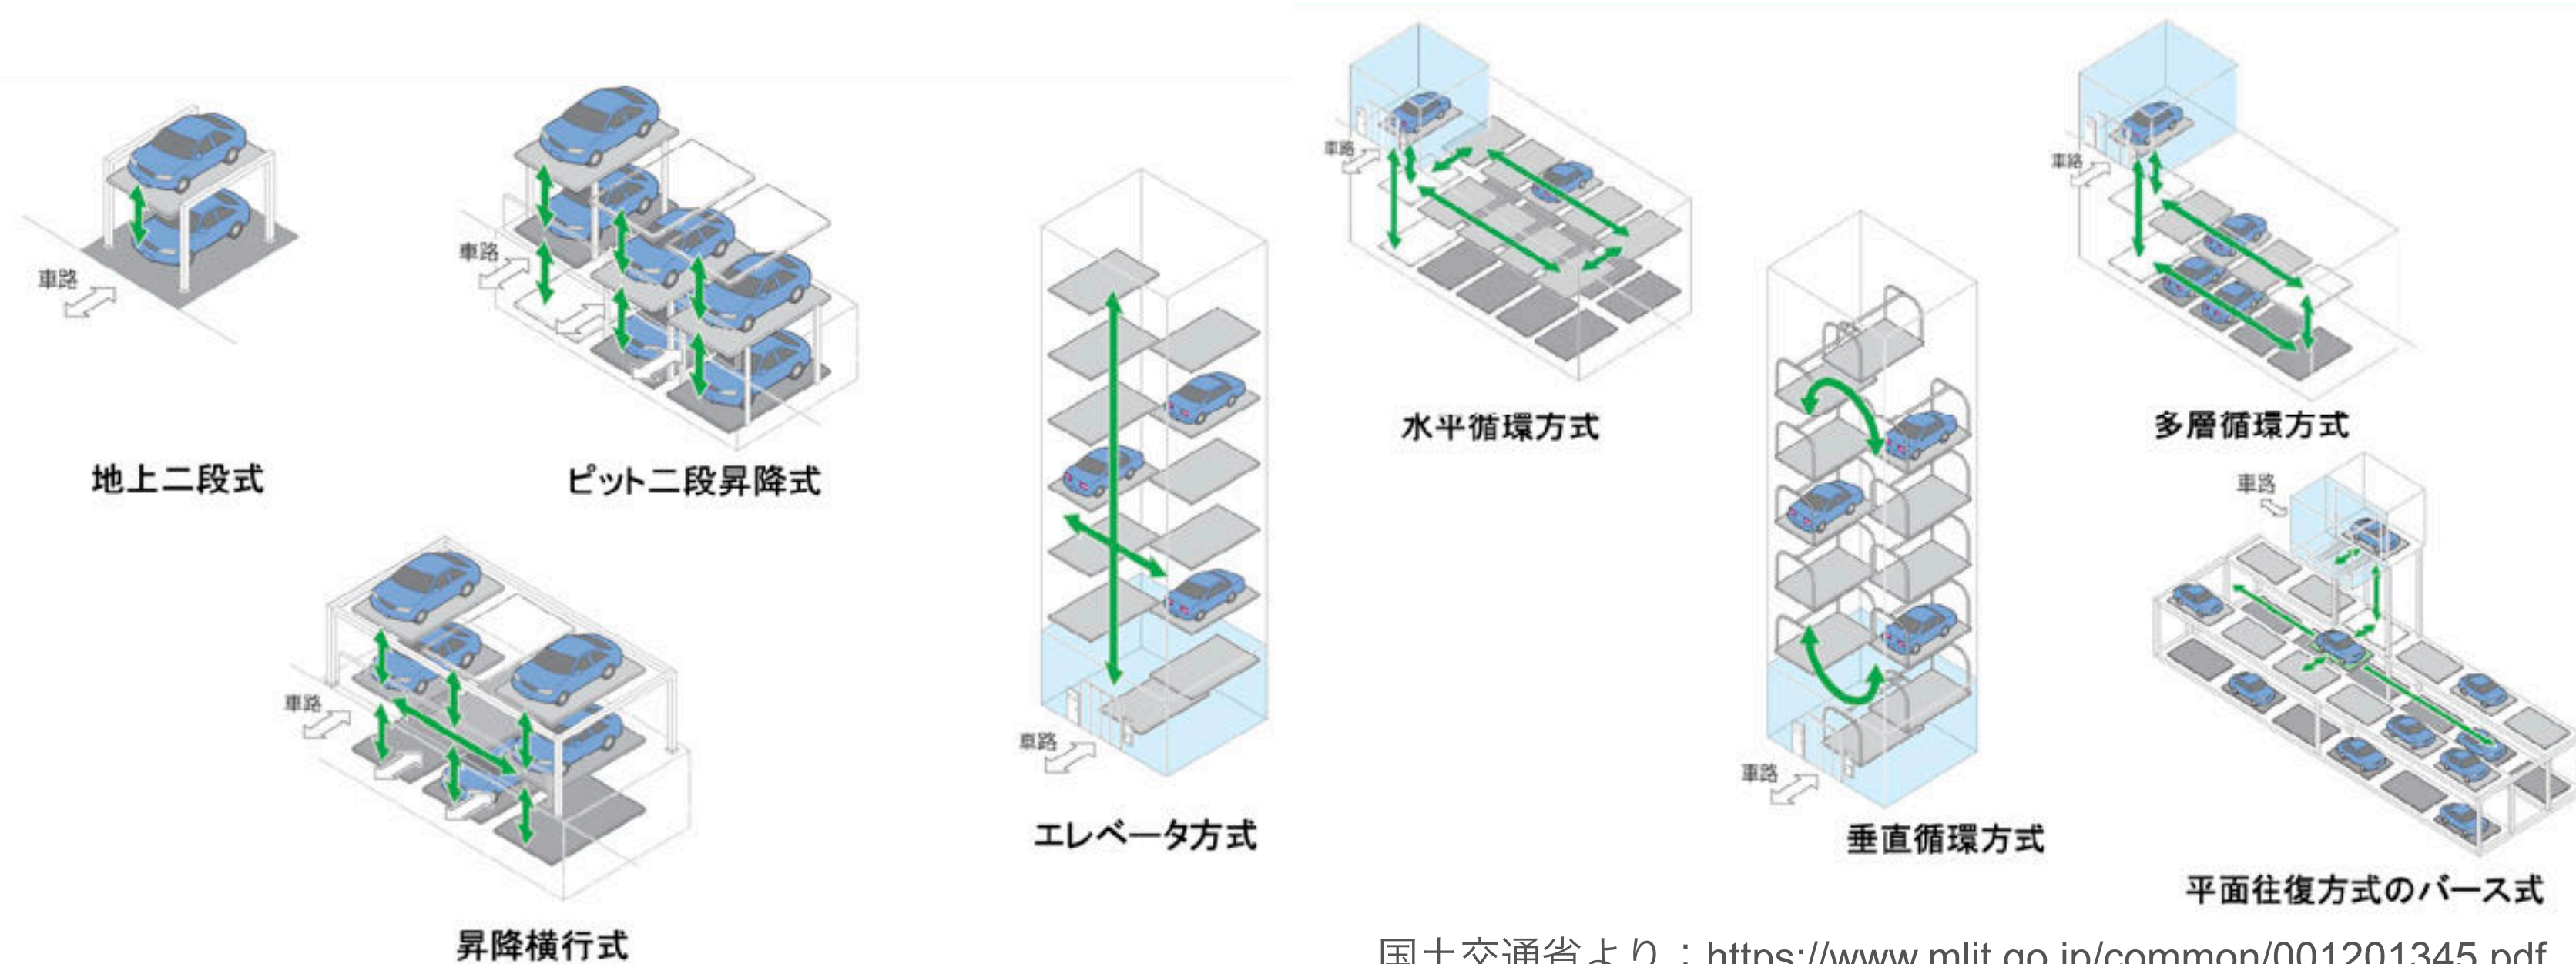 車路
地上二段式
車路
ピット二段昇降式
車路
昇降横行式
車路
エレベータ方式
車路
水平循環方式
車路
垂直循環方式
車路
多層循環方式
車路
平面往復方式のバース式
国土交通省より：https://www.mlit.go.jp/common/001201345.pdf